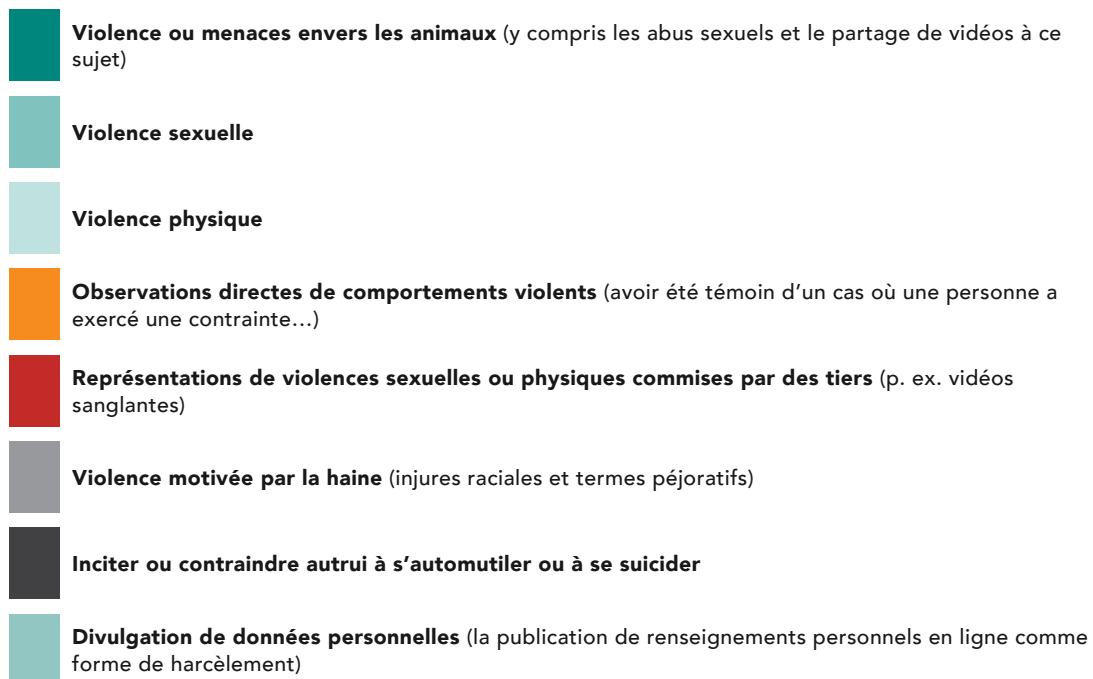 Violence ou menaces envers les animaux (y compris les abus sexuels et le partage de vidéos à ce
sujet)
Violence sexuelle
Violence physique
Observations directes de comportements violents (avoir été témoin d’un cas où une personne a
exercé une contrainte…)
Représentations de violences sexuelles ou physiques commises par des tiers (p. ex. vidéos
sanglantes)
Violence motivée par la haine (injures raciales et termes péjoratifs)
Inciter ou contraindre autrui à s’automutiler ou à se suicider
Divulgation de données personnelles (la publication de renseignements personnels en ligne comme
forme de harcèlement)